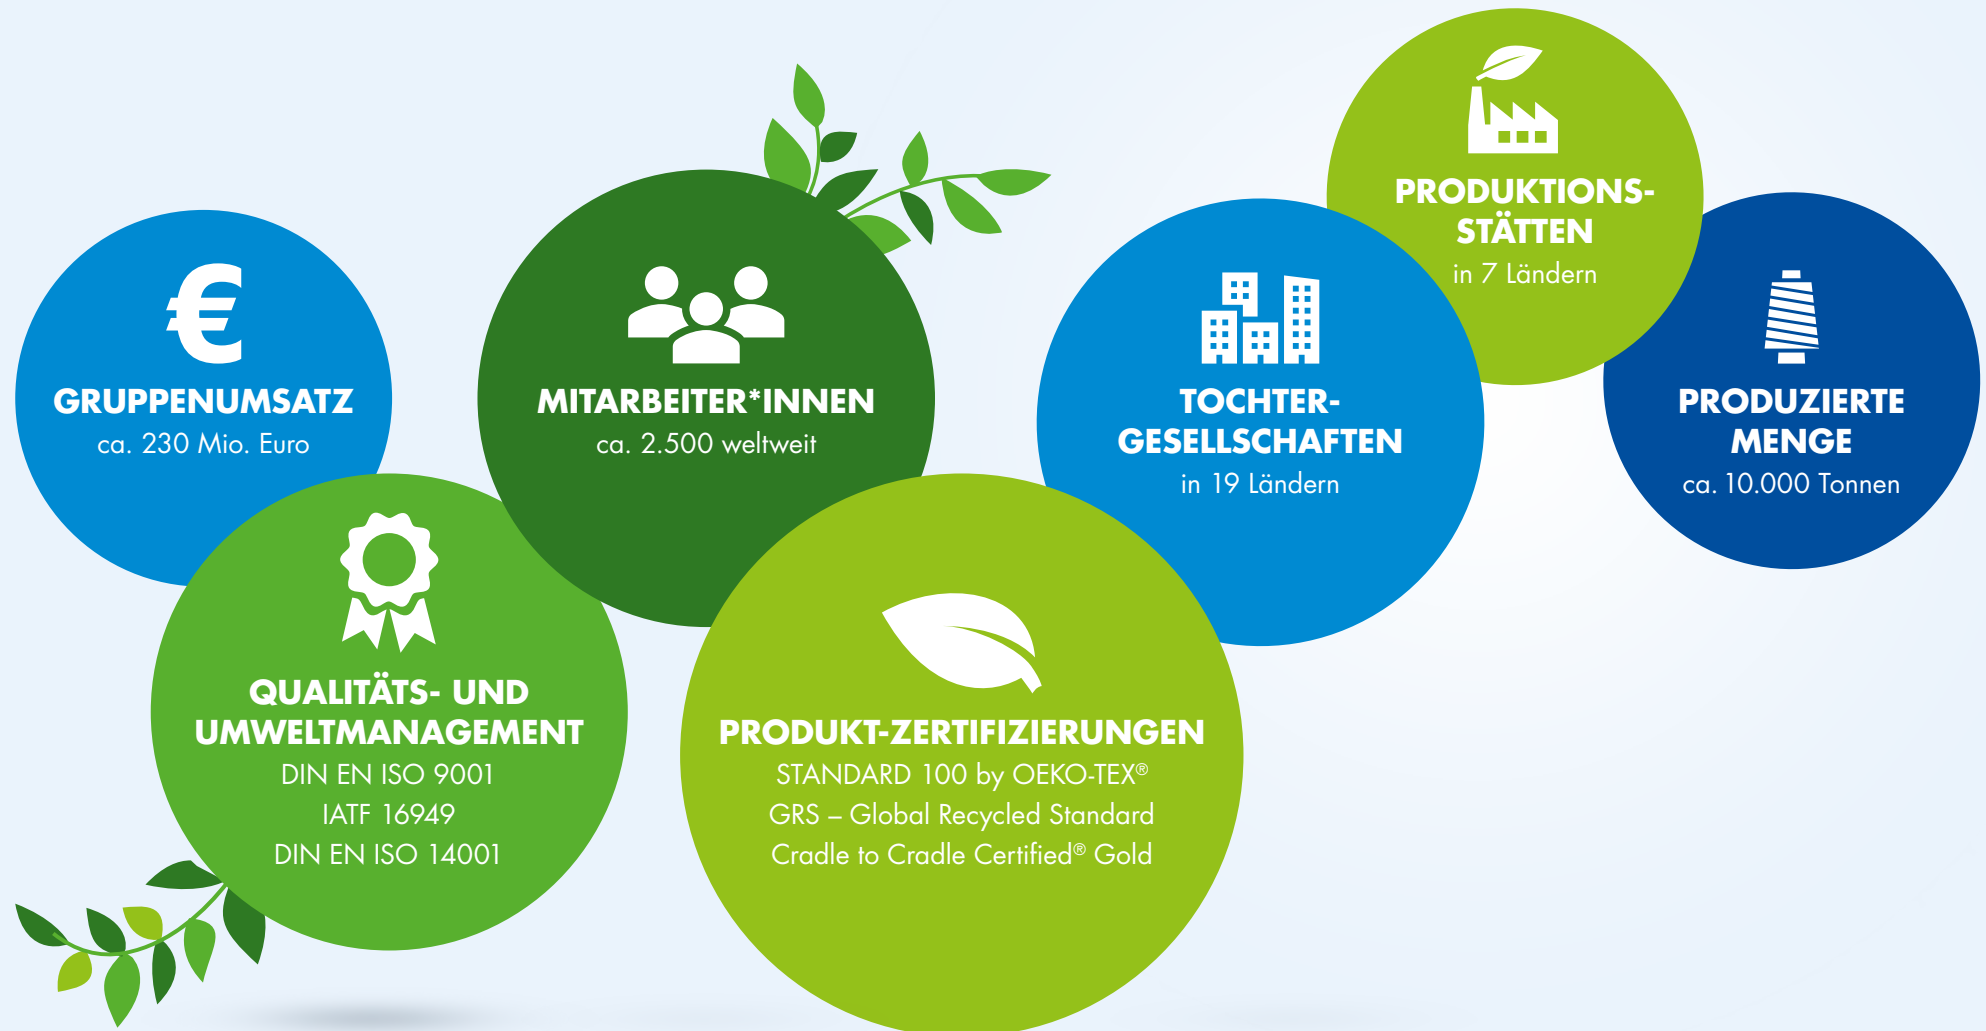 €
GRUPPENUMSATZ
ca. 230 Mio. Euro
MITARBEITER*INNEN
ca. 2.500 weltweit
TOCHTER-
GESELLSCHAFTEN
in 19 Ländern
PRODUKTIONS-
STÄTTEN
in 7 Ländern
PRODUZIERTE
MENGE
ca. 10.000 Tonnen
QUALITÄTS- UND
UMWELTMANAGEMENT
DIN EN ISO 9001
IATF 16949
DIN EN ISO 14001
PRODUKT-ZERTIFIZIERUNGEN
STANDARD 100 by OEKO-TEX®
GRS – Global Recycled Standard
Cradle to Cradle Certified® Gold